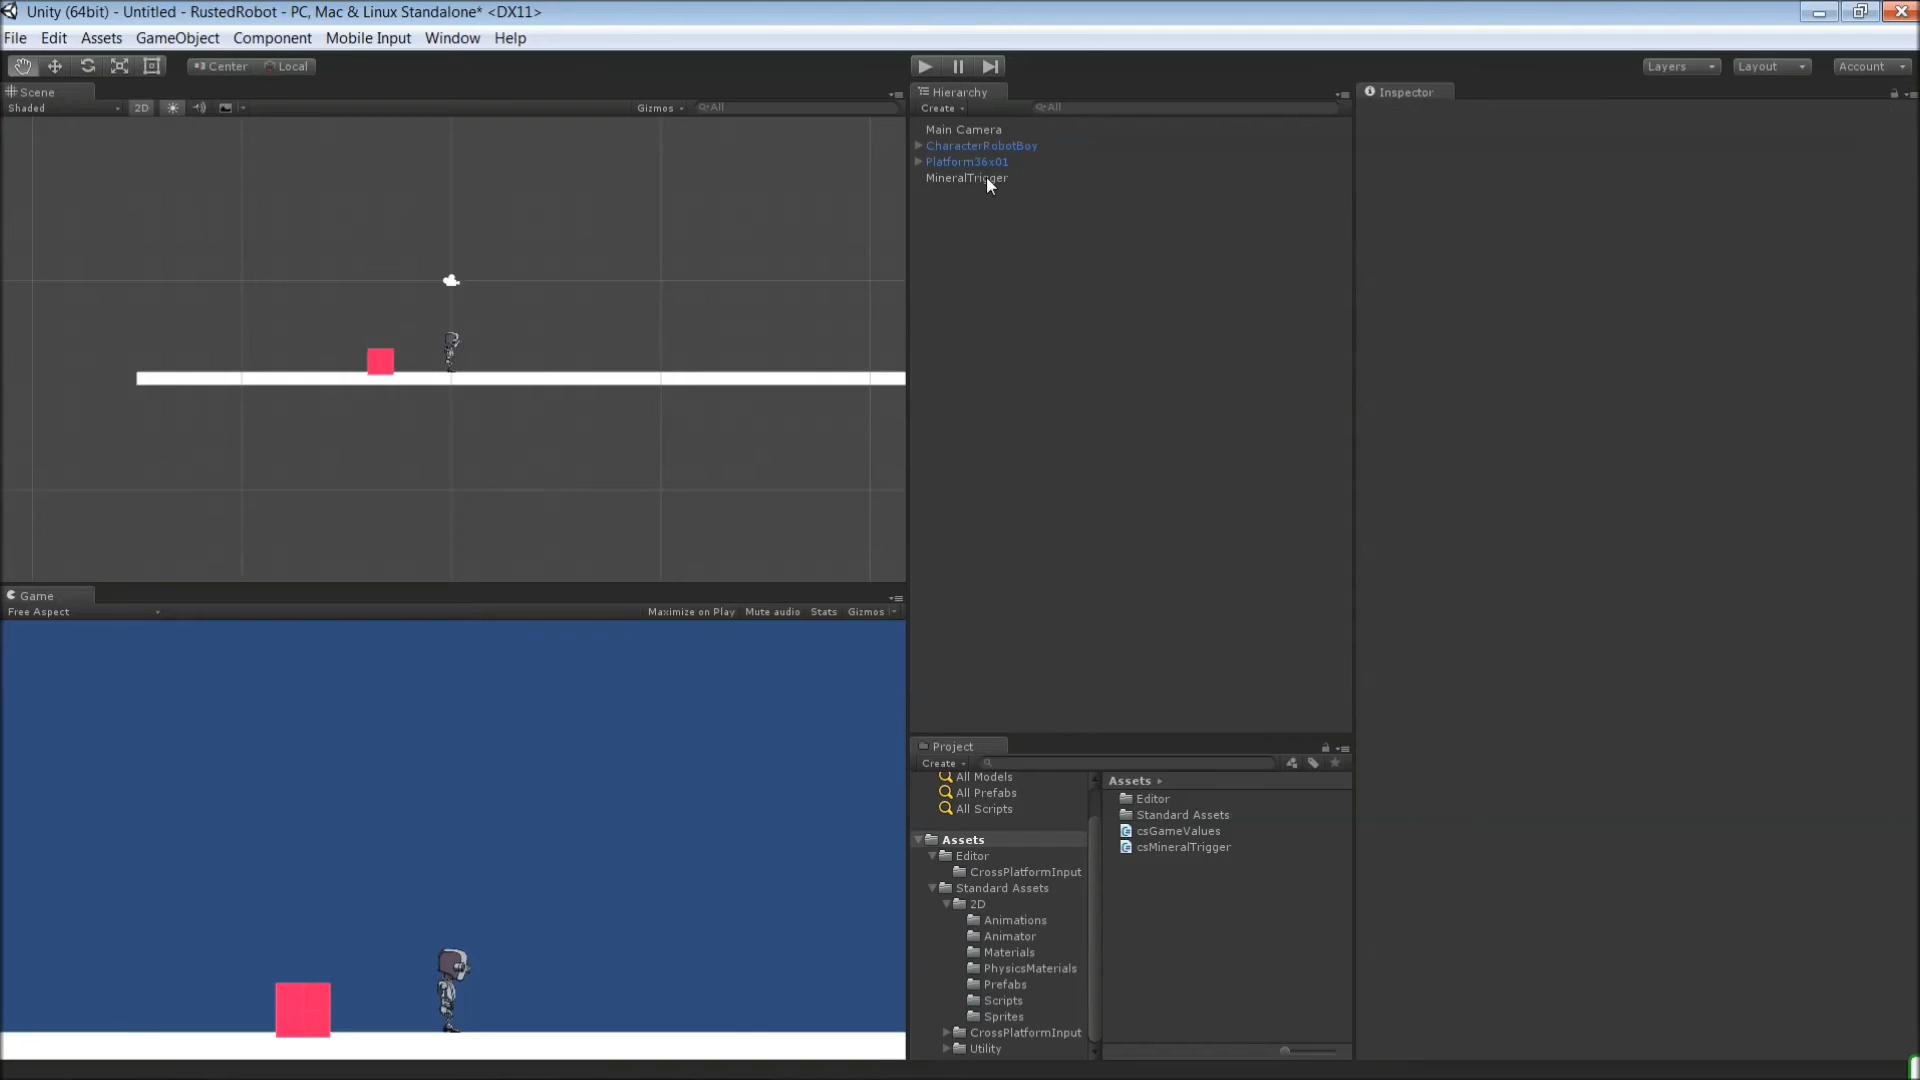 Unity (64bit) - Untitled - RustedRobot - PC, Mac & Linux Standalone* <DX11>
File Edit Assets GameObject Component Mobile Input Window Help
Center Local
Layers Layout Account
Scene
Shaded 2D Gizmos All
Hierarchy
Create All
Main Camera
CharacterRobotBoy
Platform36x01
MineralTrigger
Inspector
Game
Free Aspect Maximize on Play Mute audio Stats Gizmos
Project
Create
All Models
All Prefabs
All Scripts
Assets
Editor
CrossPlatformInput
Standard Assets
2D
Animations
Animator
Materials
PhysicsMaterials
Prefabs
Scripts
Sprites
CrossPlatformInput
Utility
Assets
Editor
Standard Assets
csGameValues
csMineralTrigger